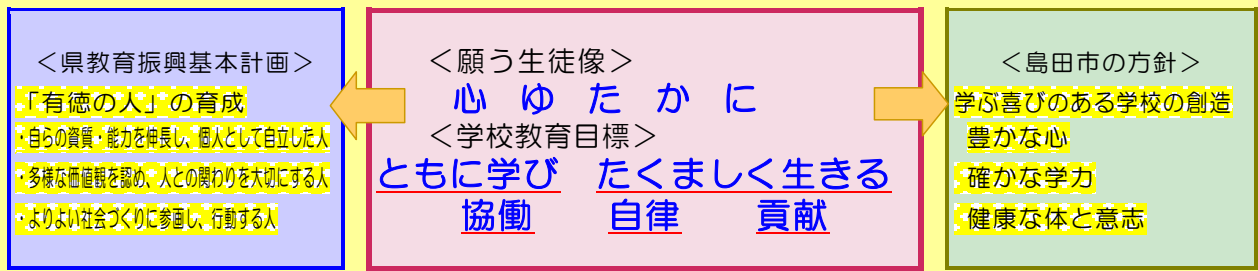 ＜県教育振興基本計画＞
「有徳の人」の育成
・自らの資質・能力を伸長し、個人として自立した人
・多様な価値観を認め、人との関わりを大切にする人
・よりよい社会づくりに参画し、行動する人
＜願う生徒像＞
心 ゆ た か に
＜学校教育目標＞
ともに学び　たくましく生きる
協働　自律　貢献
＜島田市の方針＞
学ぶ喜びのある学校の創造
豊かな心
確かな学力
健康な体と意志